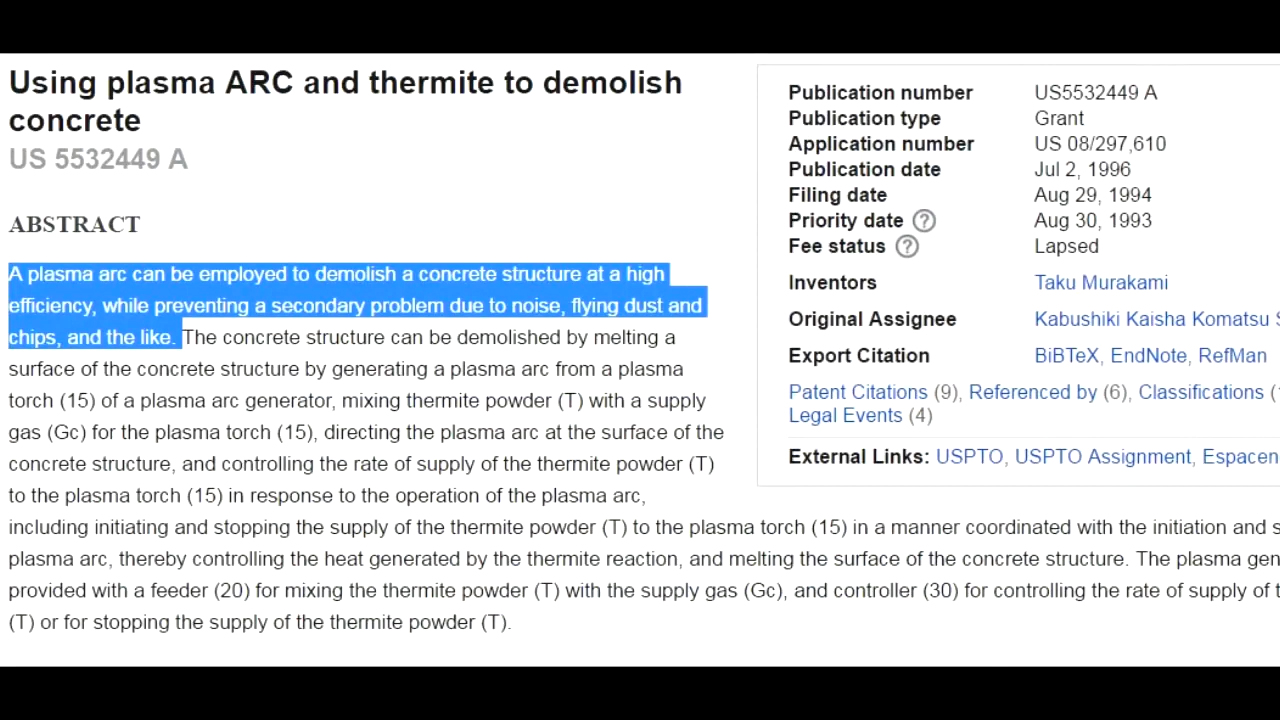 Using plasma ARC and thermite to demolish
concrete
US 5532449 A
ABSTRACT
A plasma arc can be employed to demolish a concrete structure at a high
efficiency, while preventing a secondary problem due to noise, flying dust and
chips, and the like. The concrete structure can be demolished by melting a
surface of the concrete structure by generating a plasma arc from a plasma
torch (15) of a plasma arc generator, mixing thermite powder (T) with a supply
gas (Gc) for the plasma torch (15), directing the plasma arc at the surface of the
concrete structure, and controlling the rate of supply of the thermite powder (T)
to the plasma torch (15) in response to the operation of the plasma arc,
including initiating and stopping the supply of the thermite powder (T) to the plasma torch (15) in a manner coordinated with the initiation and s
plasma arc, thereby controlling the heat generated by the thermite reaction, and melting the surface of the concrete structure. The plasma gen
provided with a feeder (20) for mixing the thermite powder (T) with the supply gas (Gc), and controller (30) for controlling the rate of supply of t
(T) or for stopping the supply of the thermite powder (T).
Publication number US5532449 A
Publication type Grant
Application number US 08/297,610
Publication date Jul 2, 1996
Filing date Aug 29, 1994
Priority date ? Aug 30, 1993
Fee status ? Lapsed
Inventors Taku Murakami
Original Assignee Kabushiki Kaisha Komatsu S
Export Citation BiBTeX, EndNote, RefMan
Patent Citations (9), Referenced by (6), Classifications (
Legal Events (4)
External Links: USPTO, USPTO Assignment, Espacen